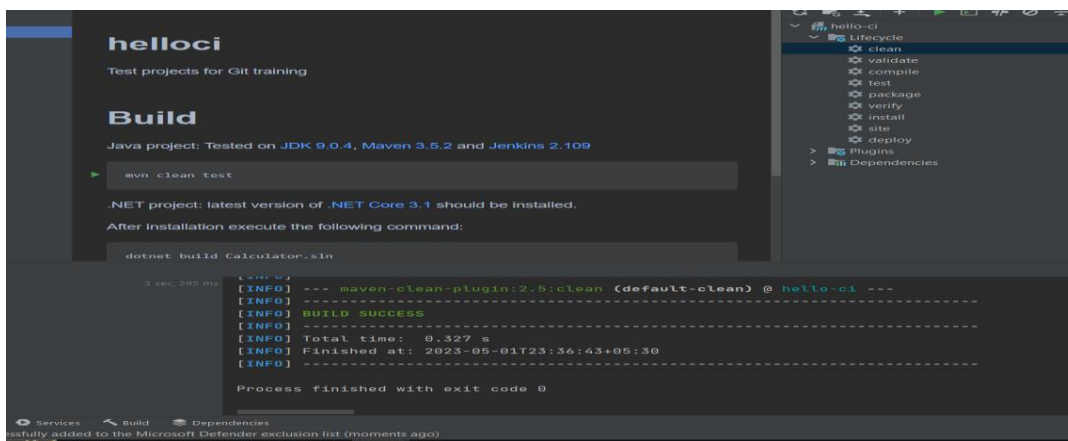 helloci
Test projects for Git training
Build
Java project: Tested on JDK 9.0.4, Maven 3.5.2 and Jenkins 2.109
mvn clean test
.NET project: latest version of .NET Core 3.1 should be installed.
After installation execute the following command:
dotnet build Calculator.sln
hello-ci
Lifecycle
clean
validate
compile
test
package
verify
install
site
deploy
Plugins
Dependencies
3 sec, 295 ms
[INFO]
[INFO] --- maven-clean-plugin:2.5:clean (default-clean) @ hello-ci ---
[INFO] ------------------------------------------------------------------------
[INFO] BUILD SUCCESS
[INFO] ------------------------------------------------------------------------
[INFO] Total time:  0.327 s
[INFO] Finished at: 2023-05-01T23:36:43+05:30
[INFO] ------------------------------------------------------------------------
Process finished with exit code 0
Services Build Dependencies
essfully added to the Microsoft Defender exclusion list (moments ago)